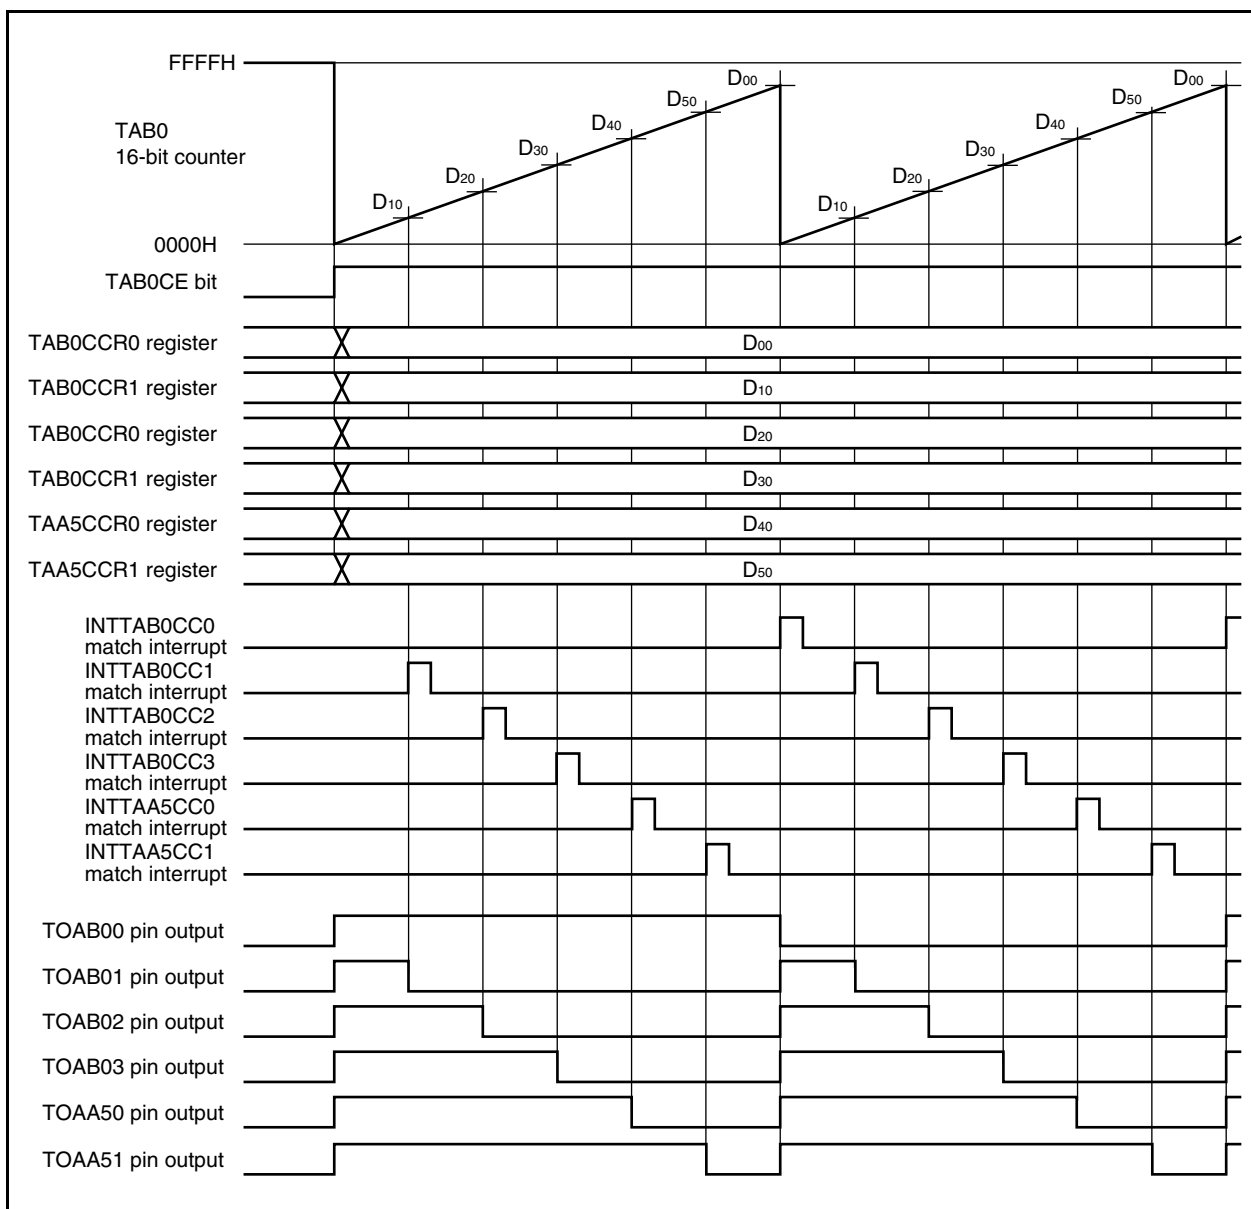 FFFFH
D00
D00
D50
D50
TAB0
16-bit counter
D40
D40
D30
D30
D20
D20
D10
D10
0000H
TAB0CE bit
TAB0CCR0 register
D00
TAB0CCR1 register
D10
TAB0CCR0 register
D20
TAB0CCR1 register
D30
TAA5CCR0 register
D40
TAA5CCR1 register
D50
INTTAB0CC0
match interrupt
INTTAB0CC1
match interrupt
INTTAB0CC2
match interrupt
INTTAB0CC3
match interrupt
INTTAA5CC0
match interrupt
INTTAA5CC1
match interrupt
TOAB00 pin output
TOAB01 pin output
TOAB02 pin output
TOAB03 pin output
TOAA50 pin output
TOAA51 pin output